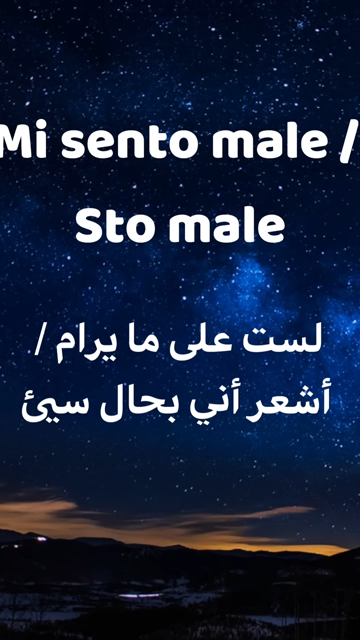 Mi sento male /
Sto male
لست على ما يرام /
أشعر أني بحال سيئ